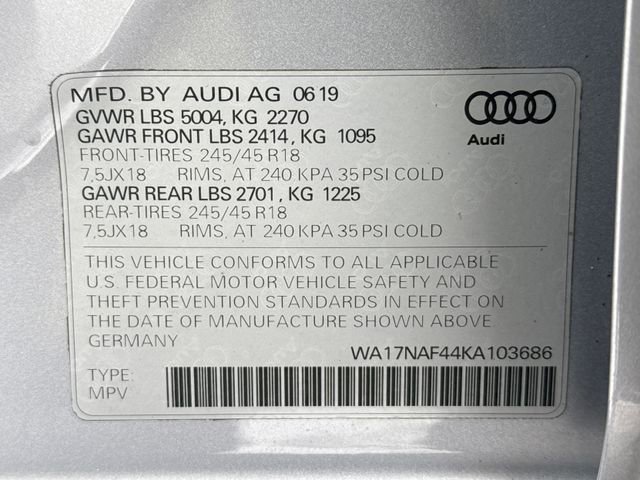 MFD. BY AUDI AG 06 19
GVWR LBS 5004, KG 2270
GAWR FRONT LBS 2414, KG 1095
FRONT-TIRES 245/45 R18
7,5JX18 RIMS, AT 240 KPA 35 PSI COLD
GAWR REAR LBS 2701, KG 1225
REAR-TIRES 245/45 R18
7,5JX18 RIMS, AT 240 KPA 35 PSI COLD
Audi
THIS VEHICLE CONFORMS TO ALL APPLICABLE
U.S. FEDERAL MOTOR VEHICLE SAFETY AND
THEFT PREVENTION STANDARDS IN EFFECT ON
THE DATE OF MANUFACTURE SHOWN ABOVE.
GERMANY
WA17NAF44KA103686
TYPE:
MPV